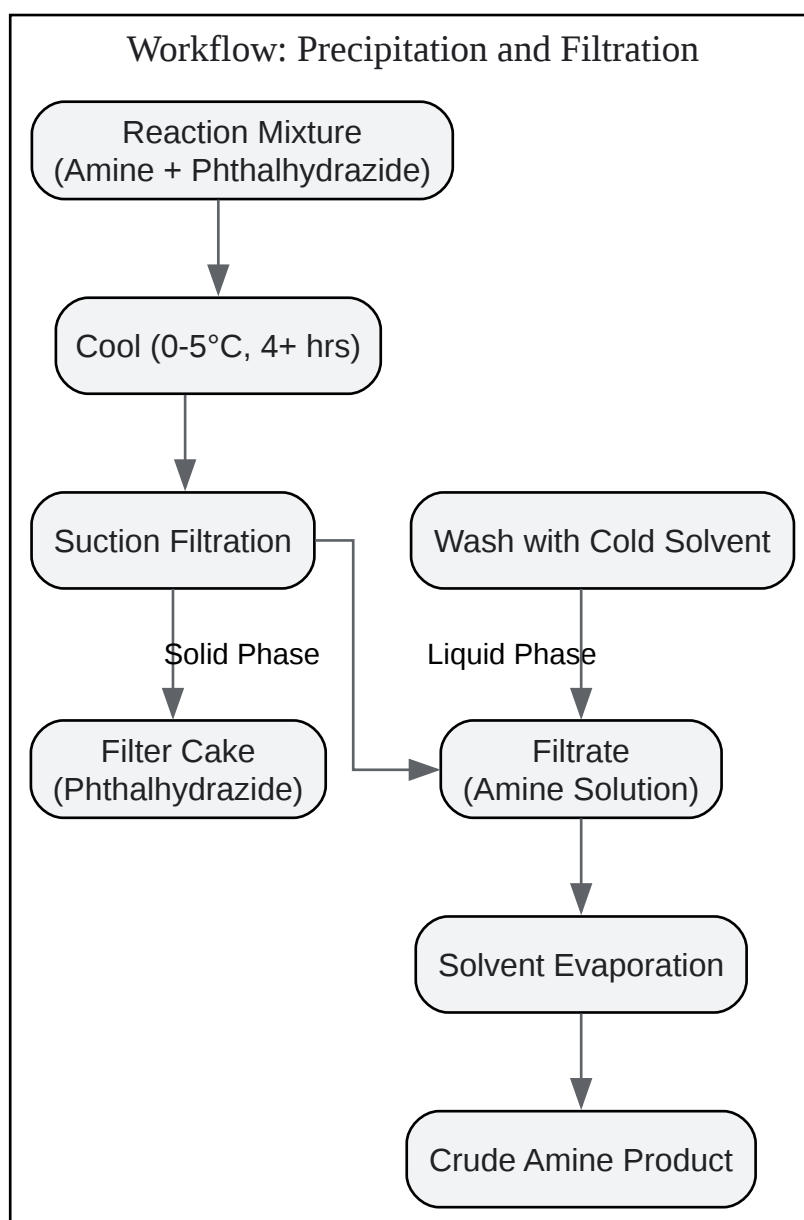 Workflow: Precipitation and Filtration
Reaction Mixture
(Amine + Phthalhydrazide)
Cool (0-5°C, 4+ hrs)
Suction Filtration
Wash with Cold Solvent
Solid Phase
Liquid Phase
Filter Cake
(Phthalhydrazide)
Filtrate
(Amine Solution)
Solvent Evaporation
Crude Amine Product